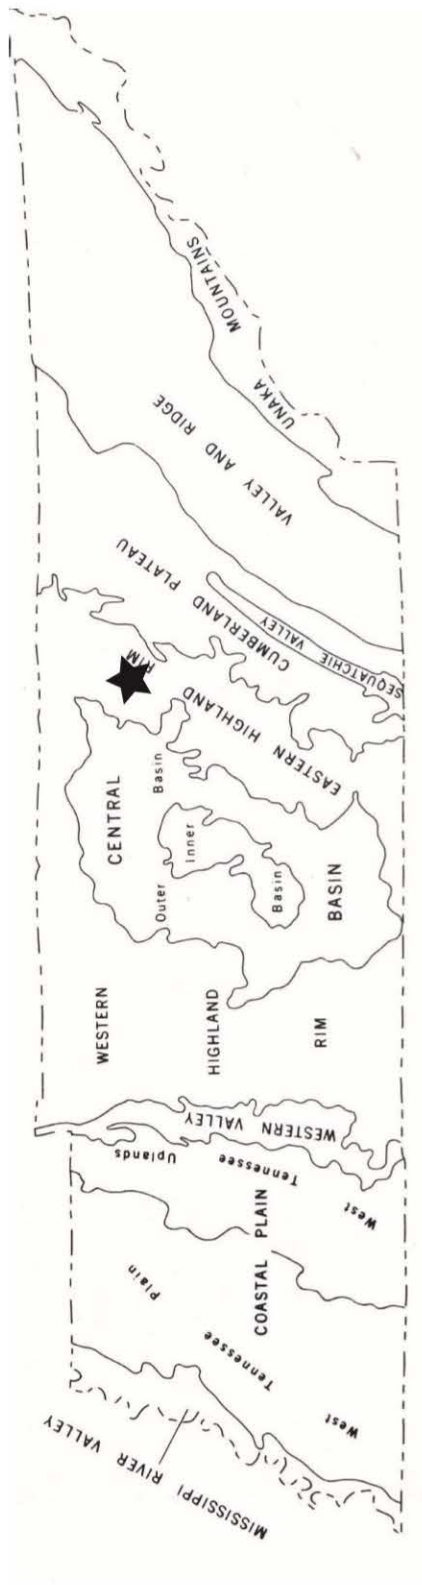 UNAKA MOUNTAINS
VALLEY AND RIDGE
CUMBERLAND PLATEAU
SEQUATCHIE VALLEY
EASTERN HIGHLAND
CENTRAL
BASIN
Outer
Basin
Inner
Basin
WESTERN
HIGHLAND
RIM
WESTERN VALLEY
West Tennessee Uplands
COASTAL PLAIN
West Tennessee Plain
MISSISSIPPI RIVER VALLEY